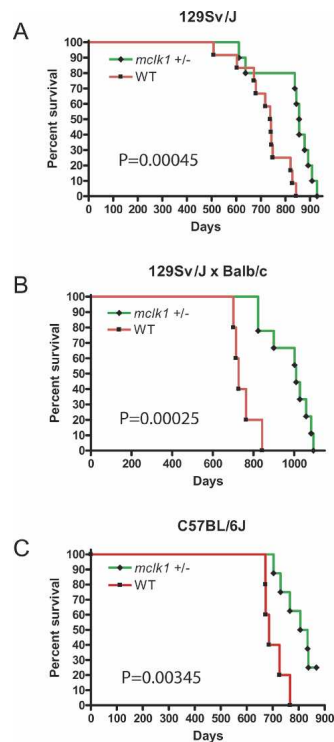 A
129Sv/J
Percent survival
100
90
80
70
60
50
40
30
20
10
0
mclk1 +/-
WT
P=0.00045
0 100 200 300 400 500 600 700 800 900
Days
B
129Sv/J x Balb/c
Percent survival
100
90
80
70
60
50
40
30
20
10
0
mclk1 +/-
WT
P=0.00025
0 200 400 600 800 1000
Days
C
C57BL/6J
Percent survival
100
90
80
70
60
50
40
30
20
10
0
mclk1 +/-
WT
P=0.00345
0 100 200 300 400 500 600 700 800 900
Days